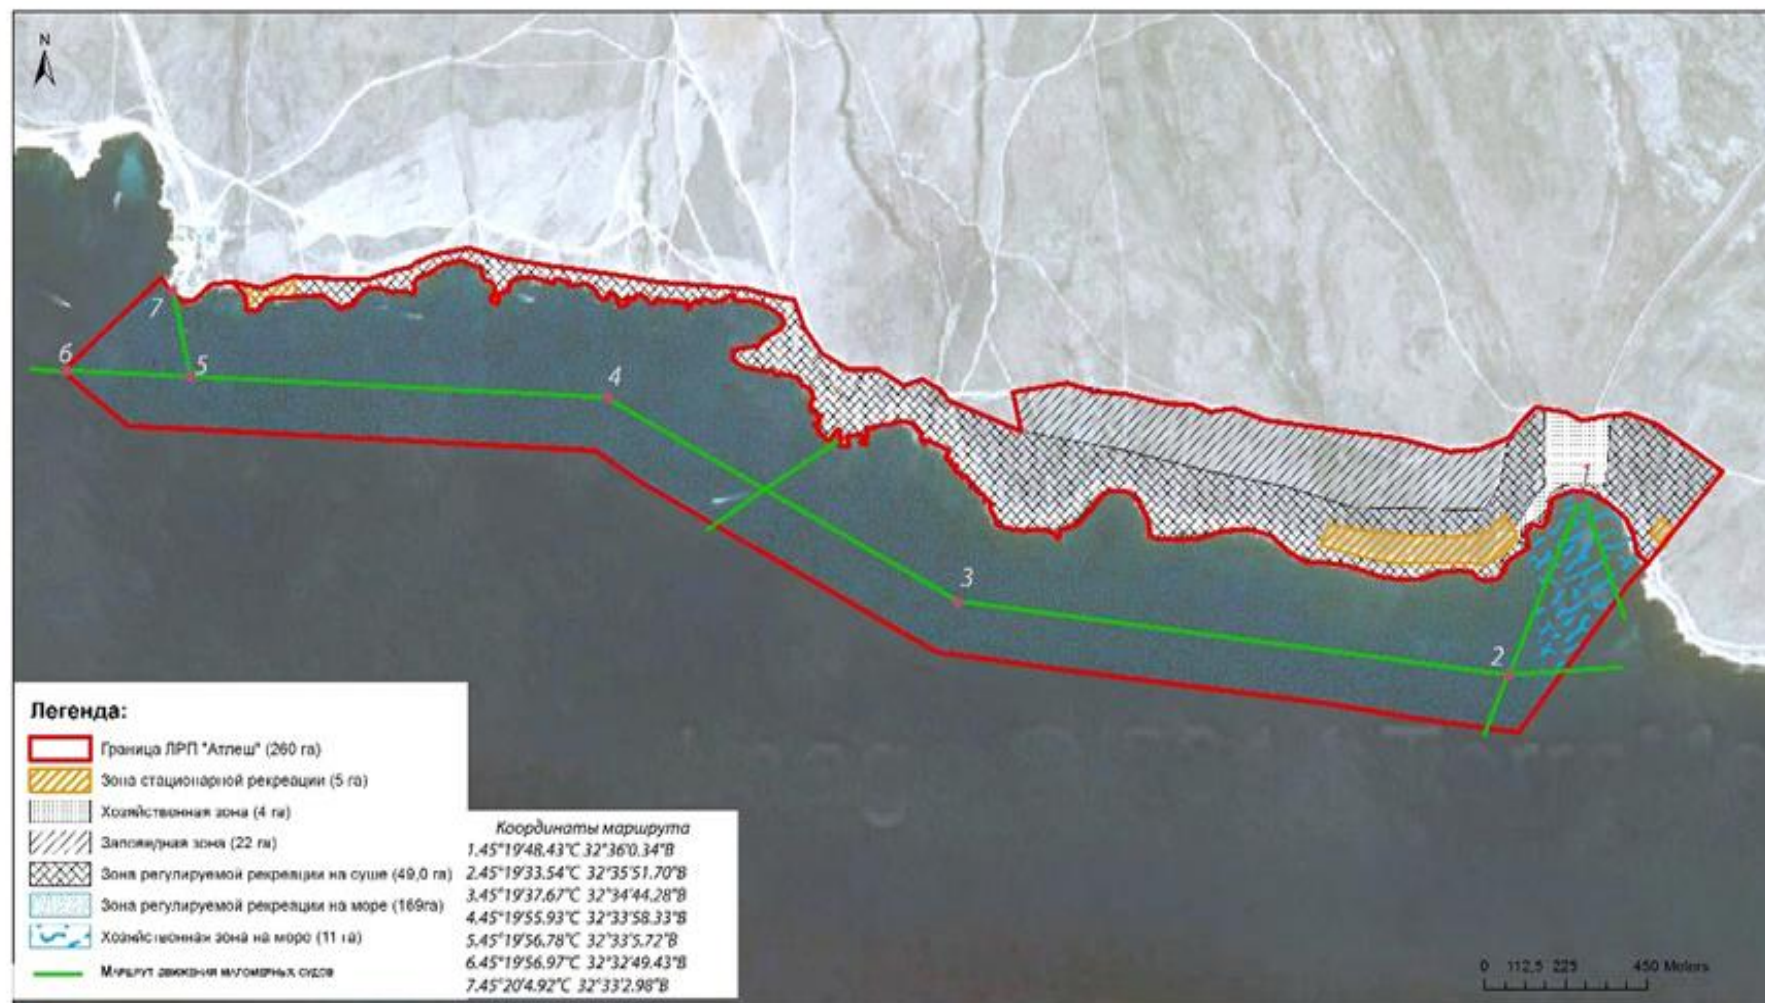 N
7
6
5
4
3
2
1
Легенда:
Граница ЛРП "Атлеш" (260 га)
Зона стационарной рекреации (5 га)
Хозяйственная зона (4 га)
Заповидная зона (22 га)
Зона регулируемой рекреации на суше (49,0 га)
Зона регулируемой рекреации на море (169га)
Хозяйственная зона на море (11 га)
Маршрут движения маломерных судов
Координаты маршрута
1.45°19'48.43"С 32°36'0.34"В
2.45°19'33.54"С 32°35'51.70"В
3.45°19'37.67"С 32°34'44.28"В
4.45°19'55.93"С 32°33'58.33"В
5.45°19'56.78"С 32°33'5.72"В
6.45°19'56.97"С 32°32'49.43"В
7.45°20'4.92"С 32°33'2.98"В
0 112,5 225 450 Meters